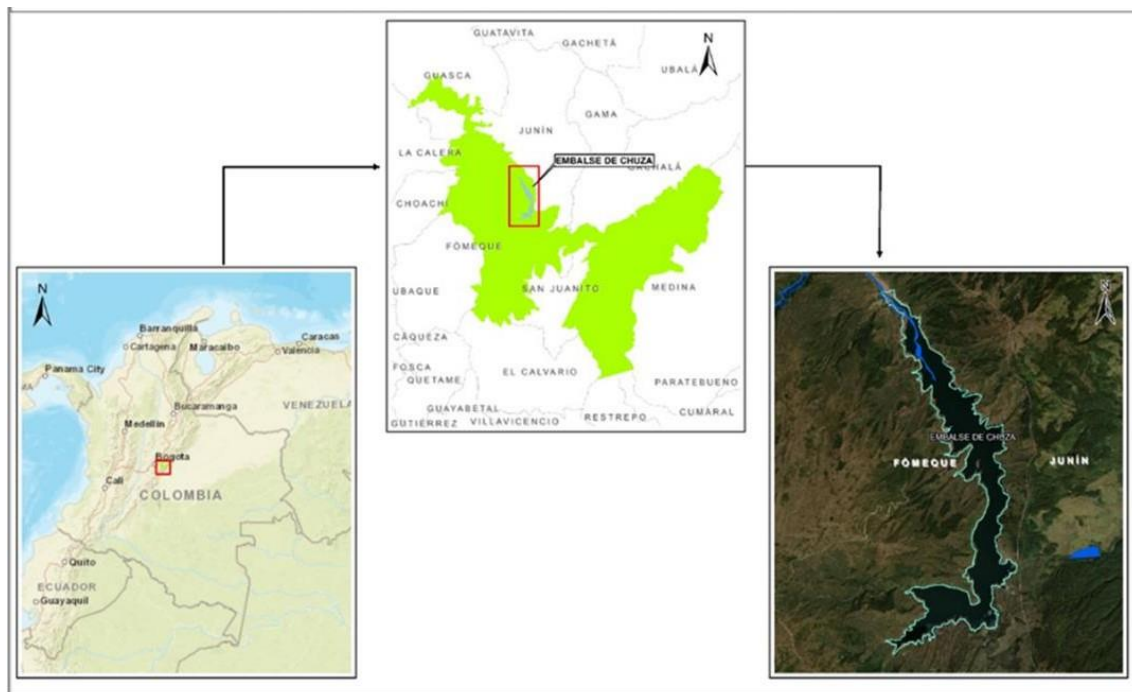 N
Barranquilla
Cartagena
Maracaibo
Caracas
Valencia
Panama City
Bucaramanga
VENEZUELA
Medellín
Bogota
Cali
COLOMBIA
Quito
ECUADOR
Guayaquil
N
GUATAVITA
GACHETÁ
UBALÁ
GUASCA
GAMA
JUNÍN
LA CALERA
EMBALSE DE CHUZA
CHOACHÍ
FÓMEQUE
UBAQUE
SAN JUANITO
MEDINA
CÁQUEZA
FOSCA
EL CALVARIO
QUETAME
PARATEBUENO
GUAYABETAL
RESTREPO
CUMARAL
GUTIÉRREZ
VILLAVICENCIO
N
EMBALSE DE CHUZA
FÓMEQUE
JUNÍN